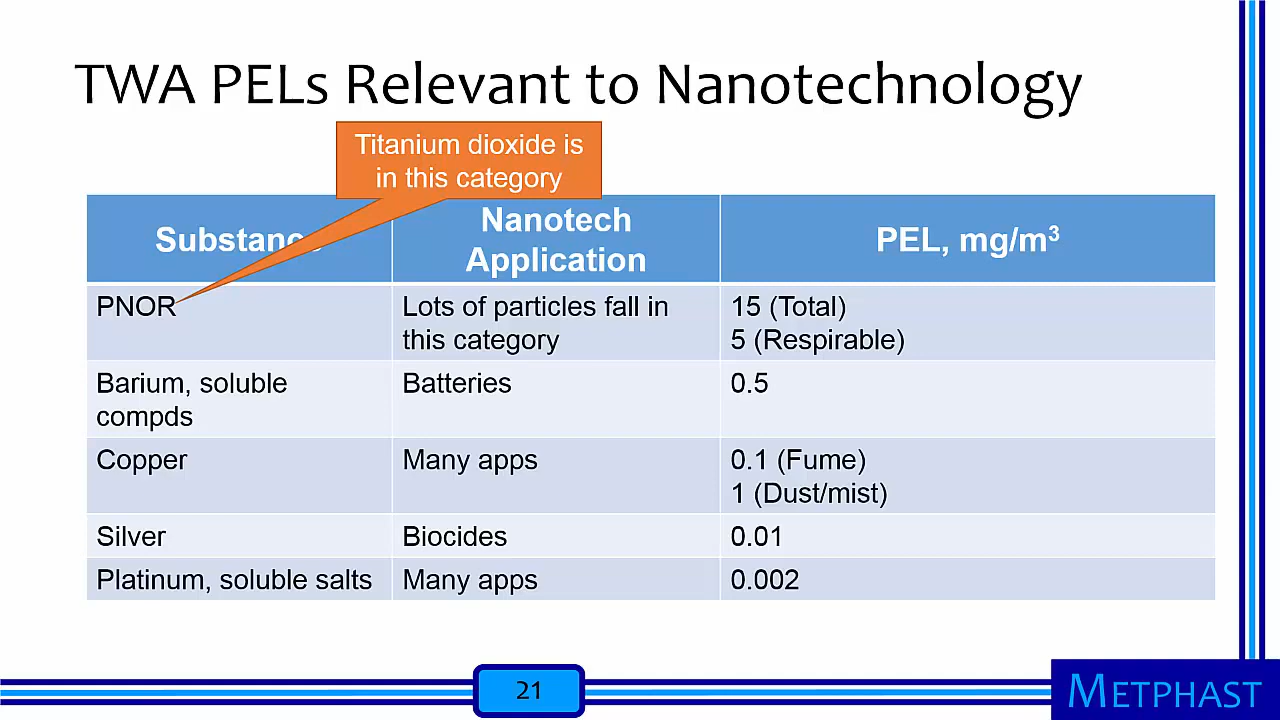 TWA PELs Relevant to Nanotechnology
Titanium dioxide is
in this category
Substance
Nanotech
Application
PEL, mg/m³
PNOR
Lots of particles fall in
this category
15 (Total)
5 (Respirable)
Barium, soluble
compds
Batteries
0.5
Copper
Many apps
0.1 (Fume)
1 (Dust/mist)
Silver
Biocides
0.01
Platinum, soluble salts
Many apps
0.002
21
METPHAST